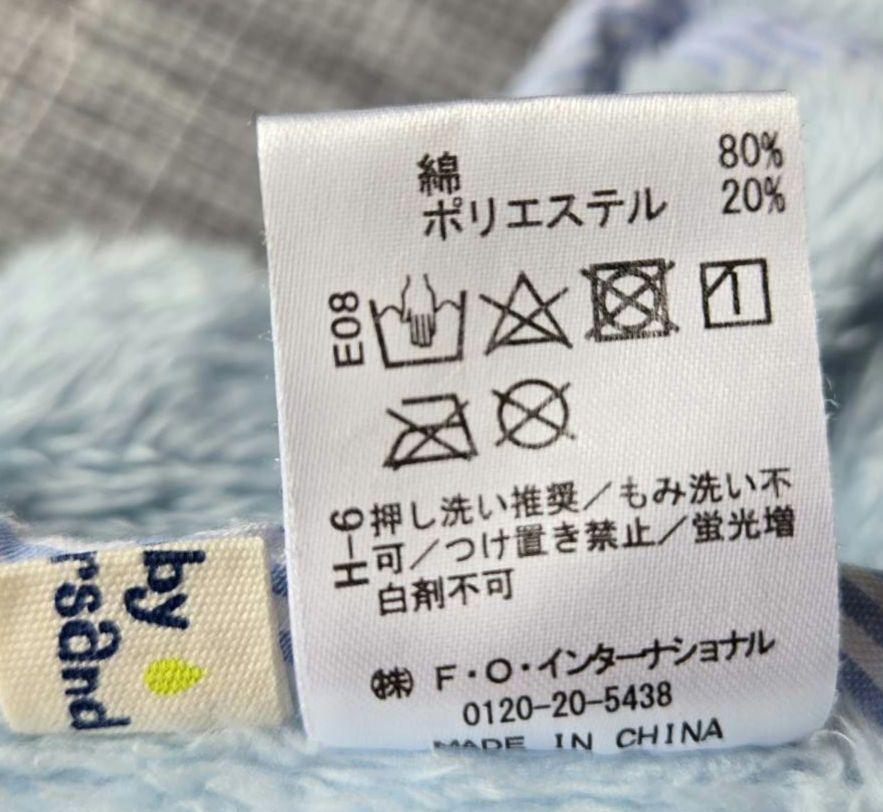 綿 80%
ポリエステル 20%
E08
H-9
押し洗い推奨/もみ洗い不
可/つけ置き禁止/蛍光増
白剤不可
㈱ F・O・インターナショナル
0120-20-5438
MADE IN CHINA
by
rsand